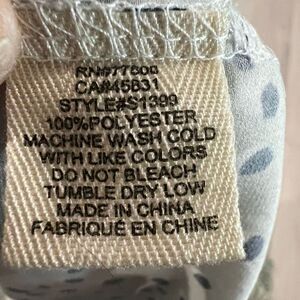 RN#77800
CA#45831
STYLE#S1399
100%POLYESTER
MACHINE WASH COLD
WITH LIKE COLORS
DO NOT BLEACH
TUMBLE DRY LOW
MADE IN CHINA
FABRIQUÉ EN CHINE